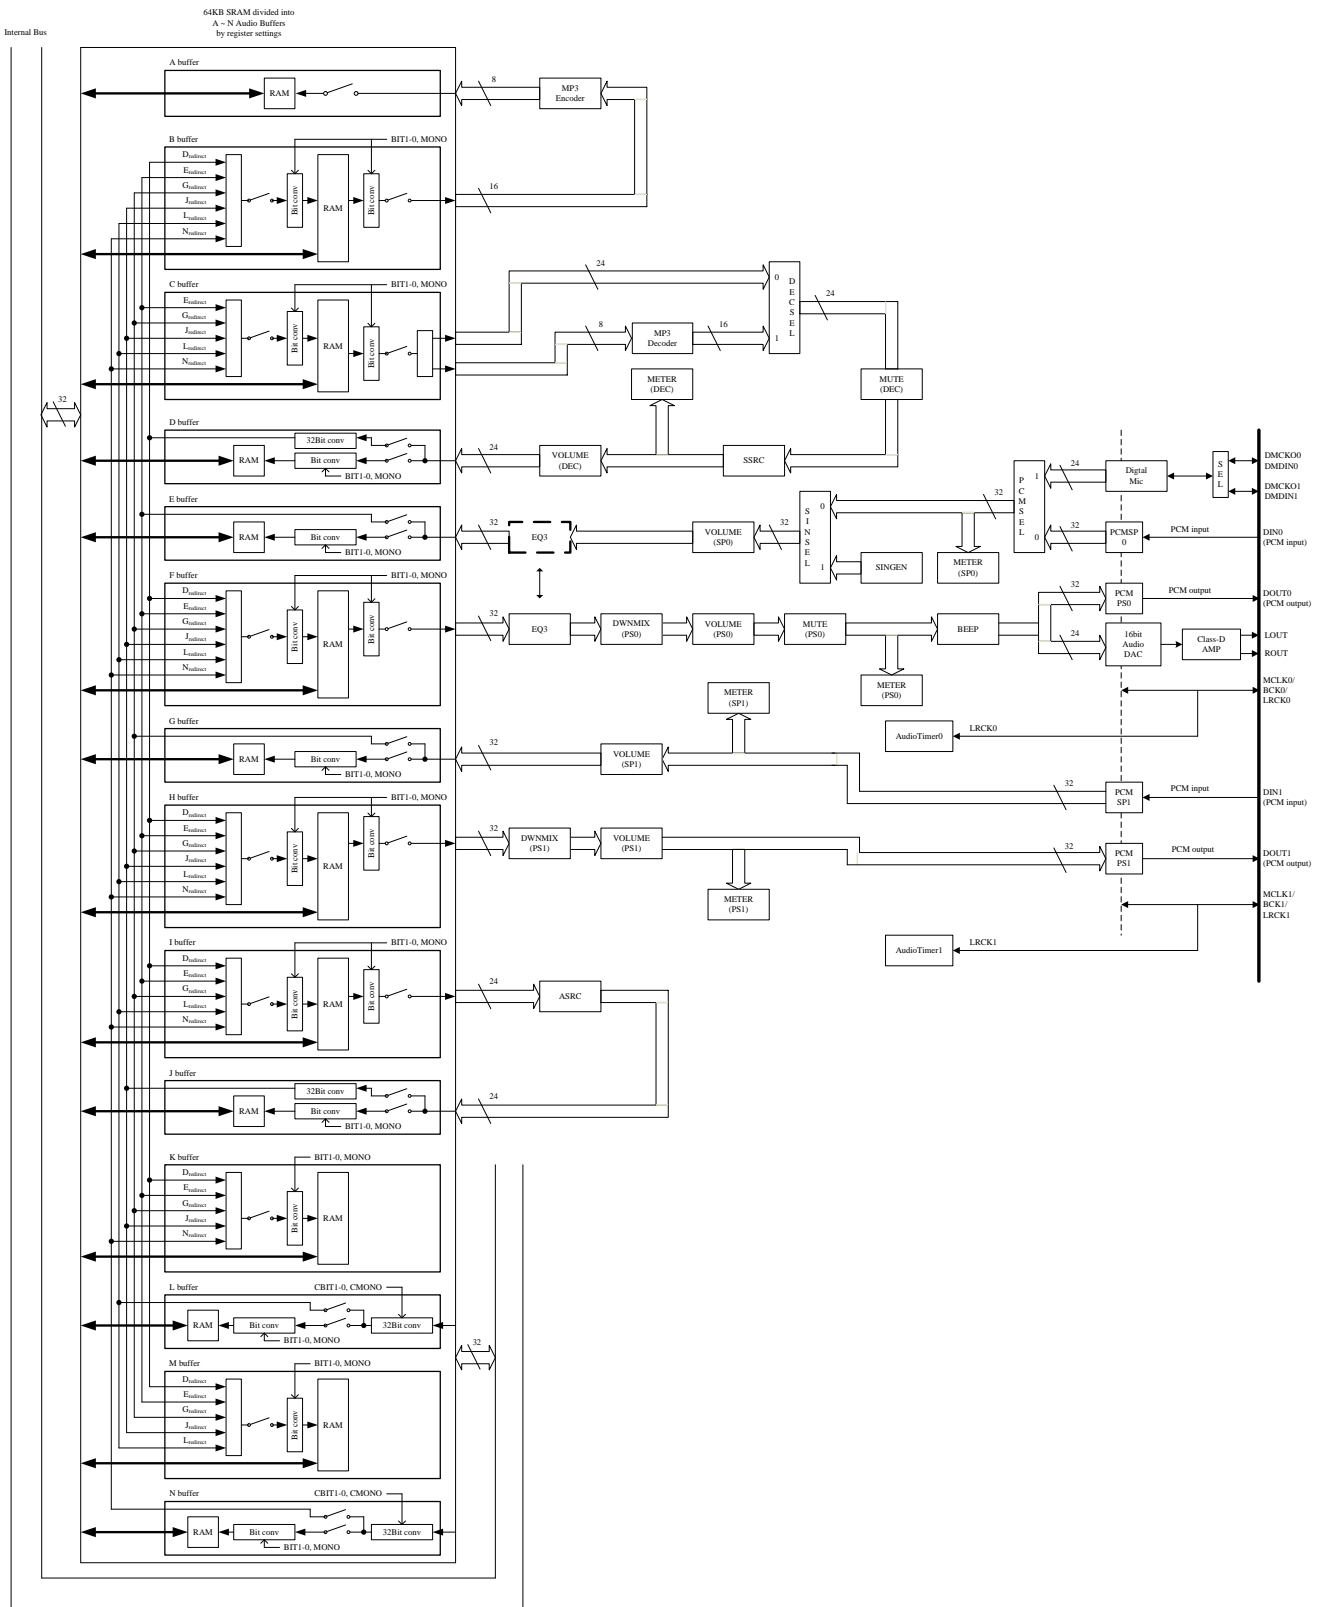 64KB SRAM divided into
A ~ N Audio Buffers
by register settings
Internal Bus
32
A buffer
RAM
8
MP3
Encoder
B buffer
BIT1-0, MONO
Dredirect
Eredirect
Gredirect
Jredirect
Lredirect
Nredirect
Bit conv
RAM
Bit conv
16
C buffer
BIT1-0, MONO
Eredirect
Gredirect
Jredirect
Lredirect
Nredirect
Bit conv
RAM
Bit conv
24
8
MP3
Decoder
16
0
1
DECSEL
24
METER
(DEC)
MUTE
(DEC)
D buffer
32Bit conv
RAM
Bit conv
BIT1-0, MONO
24
VOLUME
(DEC)
SSRC
E buffer
RAM
Bit conv
BIT1-0, MONO
32
EQ3
VOLUME
(SP0)
32
SINSEL
0
1
SINGEN
32
METER
(SP0)
PCMSEL
1
0
24
Digtal
Mic
SEL
DMCKO0
DMDIN0
DMCKO1
DMDIN1
32
PCMSP
0
PCM input
DIN0
(PCM input)
F buffer
BIT1-0, MONO
Dredirect
Eredirect
Gredirect
Jredirect
Lredirect
Nredirect
Bit conv
RAM
Bit conv
32
EQ3
DWNMIX
(PS0)
VOLUME
(PS0)
MUTE
(PS0)
METER
(PS0)
BEEP
32
PCM
PS0
PCM output
DOUT0
(PCM output)
24
16bit
Audio
DAC
Class-D
AMP
LOUT
ROUT
MCLK0/
BCK0/
LRCK0
AudioTimer0
LRCK0
G buffer
RAM
Bit conv
BIT1-0, MONO
32
VOLUME
(SP1)
METER
(SP1)
32
PCM
SP1
PCM input
DIN1
(PCM input)
H buffer
BIT1-0, MONO
Dredirect
Eredirect
Gredirect
Jredirect
Lredirect
Nredirect
Bit conv
RAM
Bit conv
32
DWNMIX
(PS1)
VOLUME
(PS1)
METER
(PS1)
32
PCM
PS1
PCM output
DOUT1
(PCM output)
MCLK1/
BCK1/
LRCK1
AudioTimer1
LRCK1
I buffer
BIT1-0, MONO
Dredirect
Eredirect
Gredirect
Lredirect
Nredirect
Bit conv
RAM
Bit conv
24
ASRC
J buffer
32Bit conv
RAM
Bit conv
BIT1-0, MONO
24
K buffer
BIT1-0, MONO
Dredirect
Eredirect
Gredirect
Jredirect
Nredirect
Bit conv
RAM
L buffer
CBIT1-0, CMONO
RAM
Bit conv
32Bit conv
BIT1-0, MONO
32
M buffer
BIT1-0, MONO
Dredirect
Eredirect
Gredirect
Jredirect
Lredirect
Bit conv
RAM
N buffer
CBIT1-0, CMONO
RAM
Bit conv
32Bit conv
BIT1-0, MONO